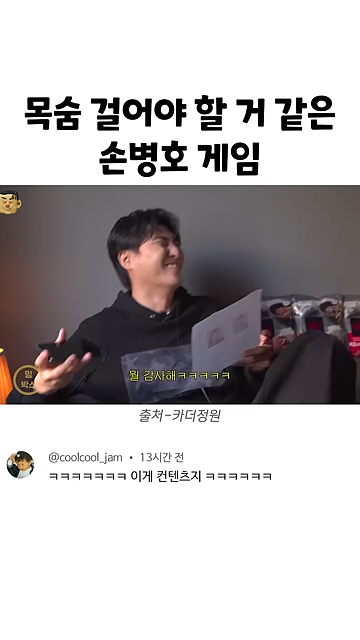 목숨 걸어야 할 거 같은
손병호 게임
뭘 감사해ㅋㅋㅋㅋㅋ
출처-카더정원
@coolcool_jam • 13시간 전
ㅋㅋㅋㅋㅋㅋㅋ 이게 컨텐츠지 ㅋㅋㅋㅋㅋㅋ